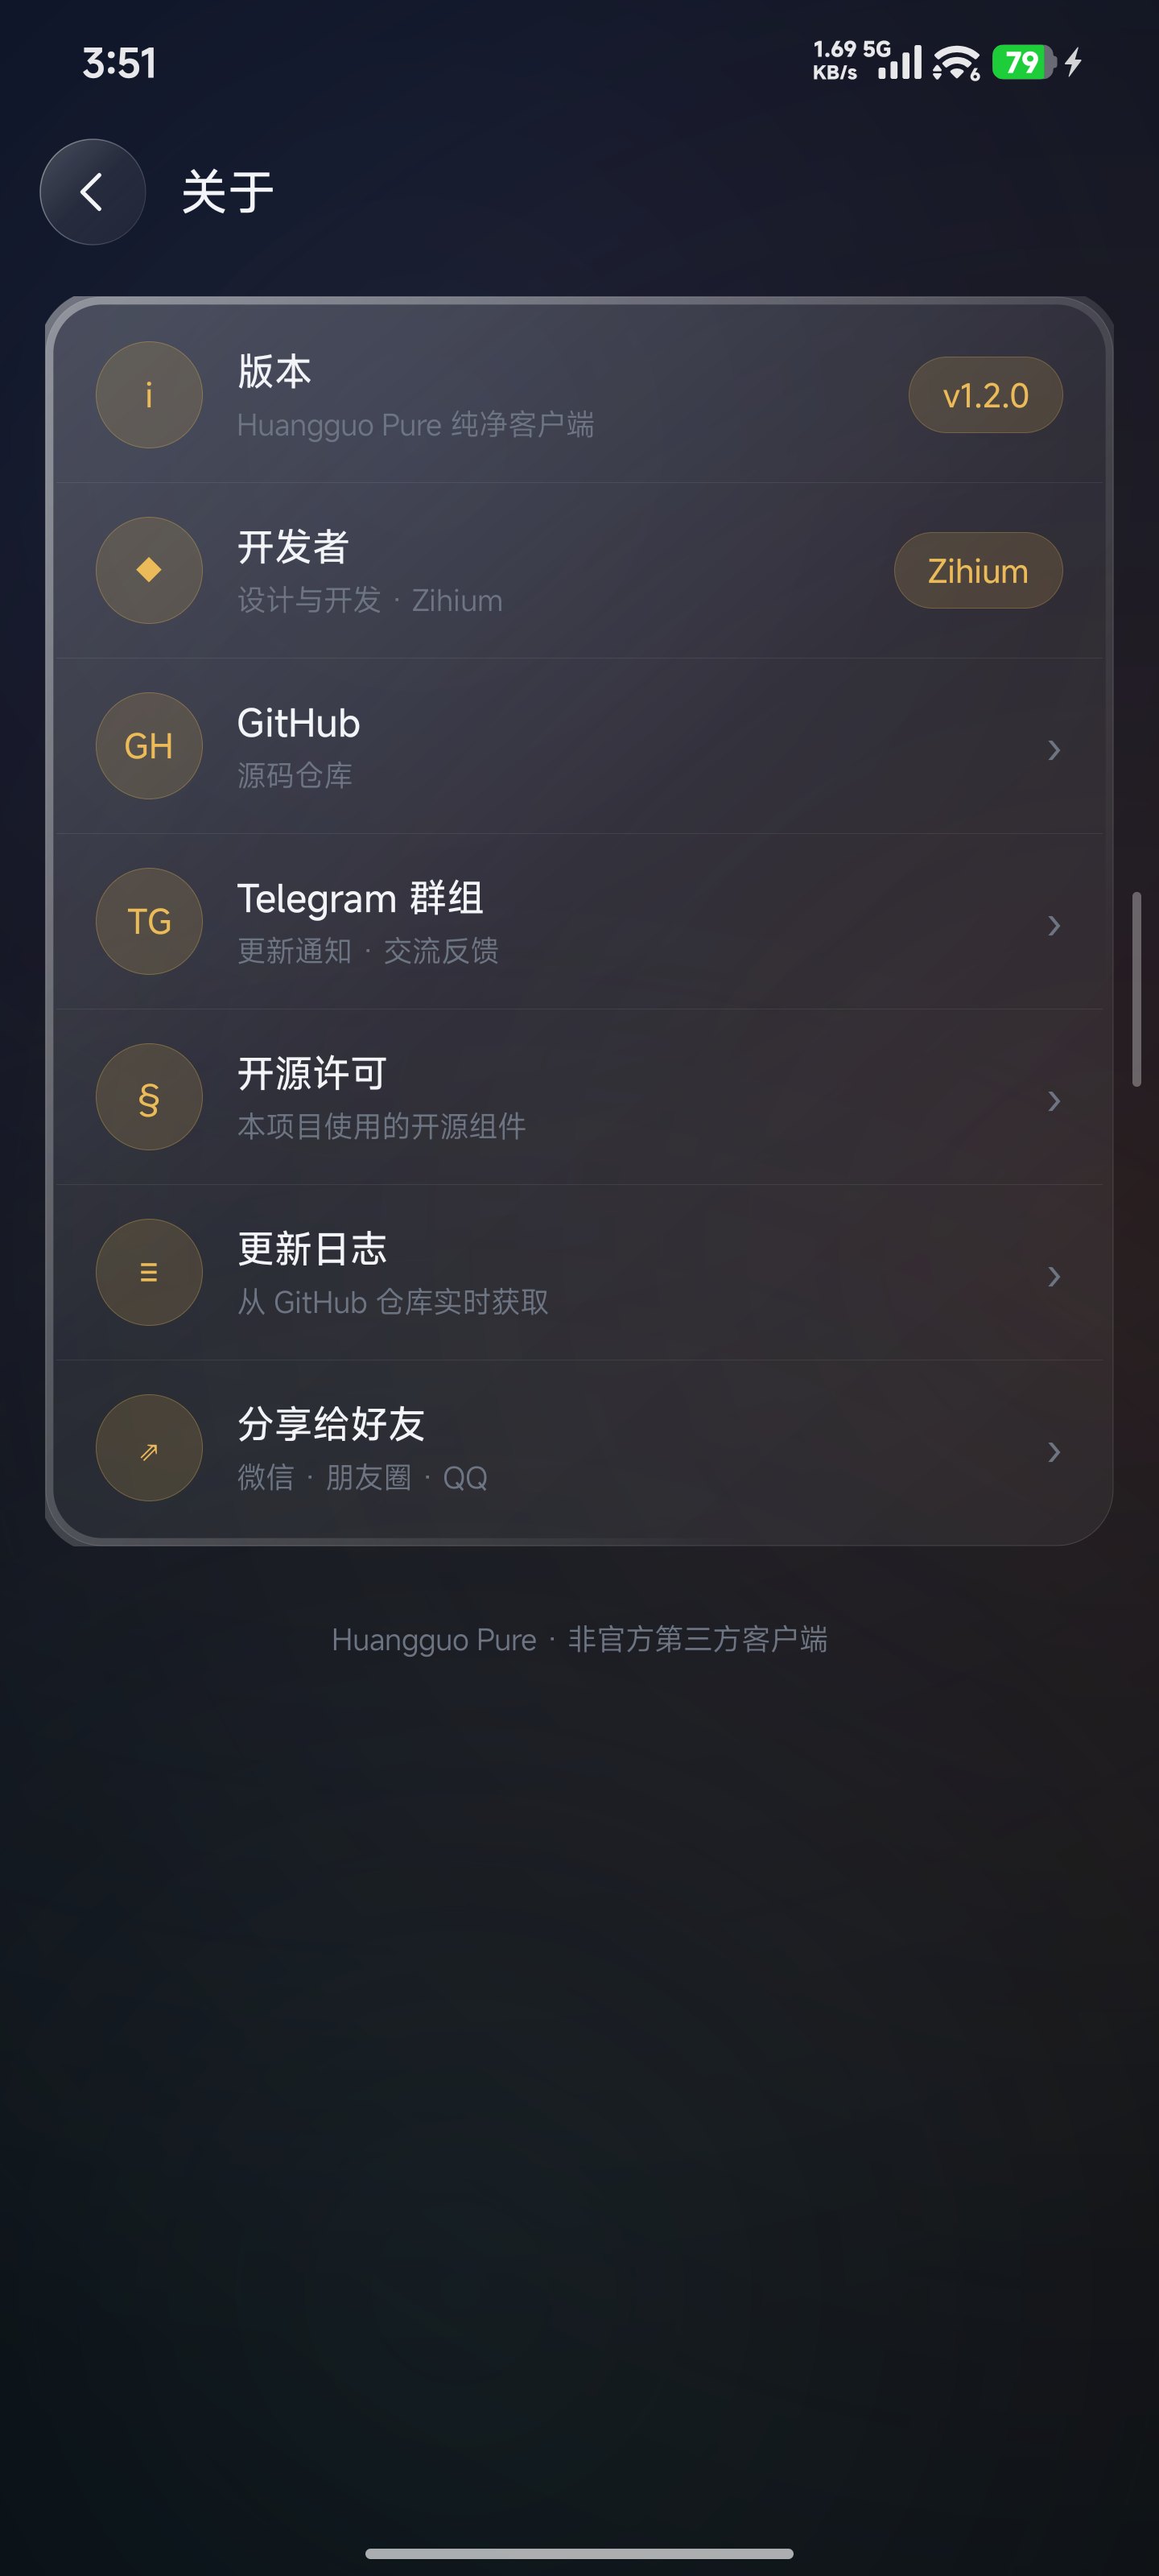 3:51
1.69 5G
KB/s
6
79
关于
i
版本
Huangguo Pure 纯净客户端
v1.2.0
开发者
设计与开发 · Zihium
Zihium
GH
GitHub
源码仓库
TG
Telegram 群组
更新通知 · 交流反馈
§
开源许可
本项目使用的开源组件
更新日志
从 GitHub 仓库实时获取
分享给好友
微信 · 朋友圈 · QQ
Huangguo Pure · 非官方第三方客户端